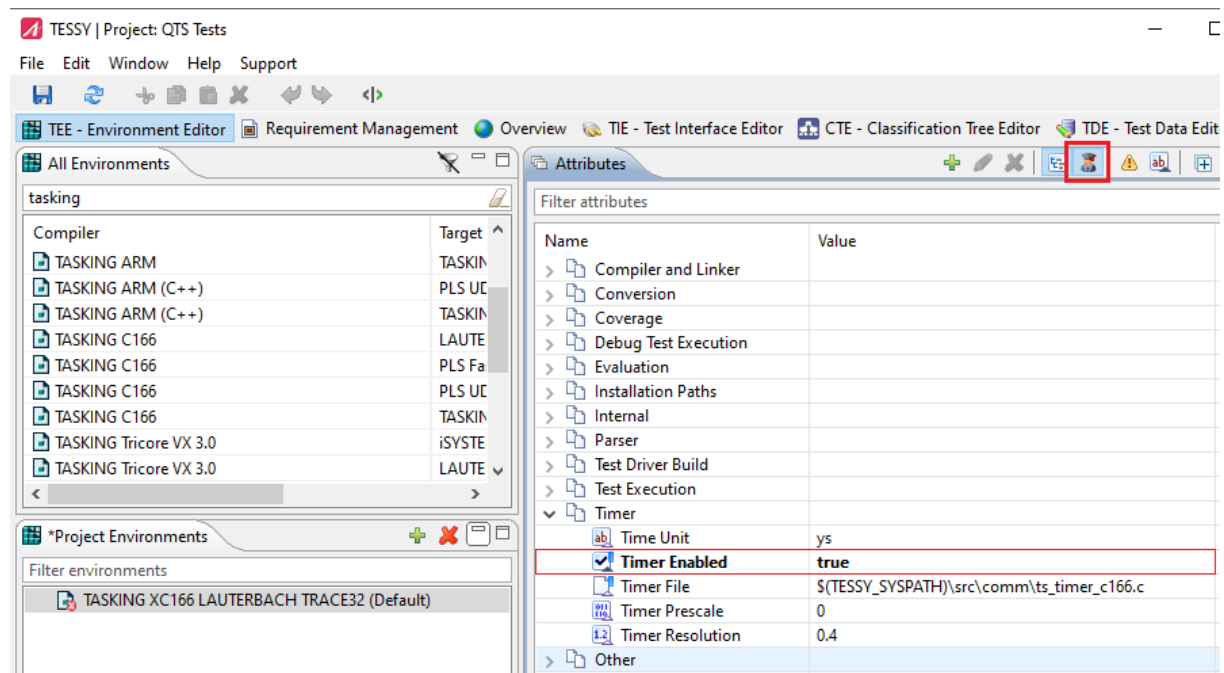 TESSY | Project: QTS Tests
File Edit Window Help Support
TEE - Environment Editor Requirement Management Overview TIE - Test Interface Editor CTE - Classification Tree Editor TDE - Test Data Edit
All Environments
tasking
Compiler Target
TASKING ARM TASKIN
TASKING ARM (C++) PLS UD
TASKING ARM (C++) TASKIN
TASKING C166 LAUTE
TASKING C166 PLS Fa
TASKING C166 PLS UD
TASKING C166 TASKIN
TASKING Tricore VX 3.0 iSYSTE
TASKING Tricore VX 3.0 LAUTE
*Project Environments
Filter environments
TASKING XC166 LAUTERBACH TRACE32 (Default)
Attributes
Filter attributes
Name Value
Compiler and Linker
Conversion
Coverage
Debug Test Execution
Evaluation
Installation Paths
Internal
Parser
Test Driver Build
Test Execution
Timer
Time Unit ys
Timer Enabled true
Timer File $(TESSY_SYSPATH)\src\comm\ts_timer_c166.c
Timer Prescale 0
Timer Resolution 0.4
Other